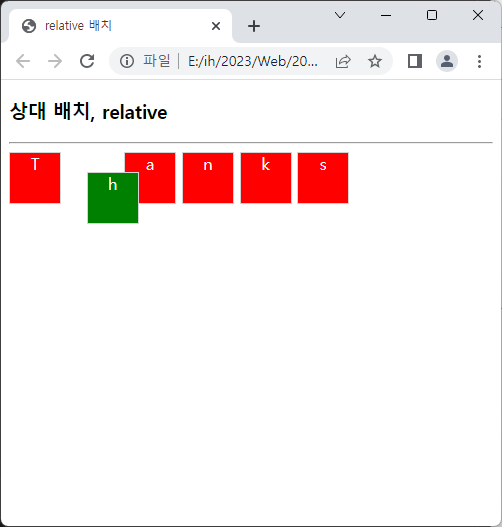 relative 배치
파일 E:/ih/2023/Web/20...
상대 배치, relative
T h a n k s